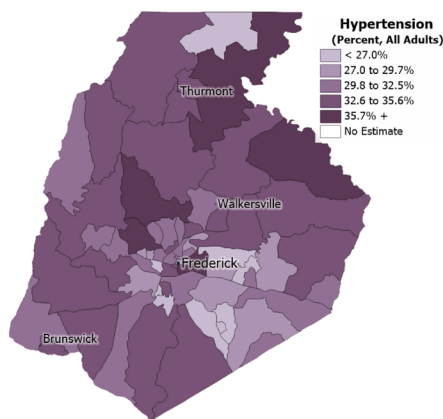 Hypertension
(Percent, All Adults)
< 27.0%
27.0 to 29.7%
29.8 to 32.5%
32.6 to 35.6%
35.7% +
No Estimate
Thurmont
Walkersville
Frederick
Brunswick